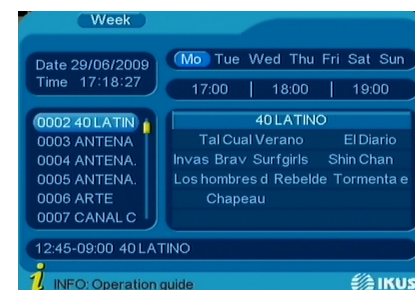 Week
Date 29/06/2009
Time 17:18:27
Mo Tue Wed Thu Fri Sat Sun
17:00 | 18:00 | 19:00
0002 40 LATIN
0003 ANTENA
0004 ANTENA.
0005 ANTENA.
0006 ARTE
0007 CANAL C
40 LATINO
Tal Cual Verano El Diario
Invas Brav Surfgirls Shin Chan
Los hombres d Rebelde Tormenta e
Chapeau
12:45-09:00 40 LATINO
i INFO: Operation guide
IKUS